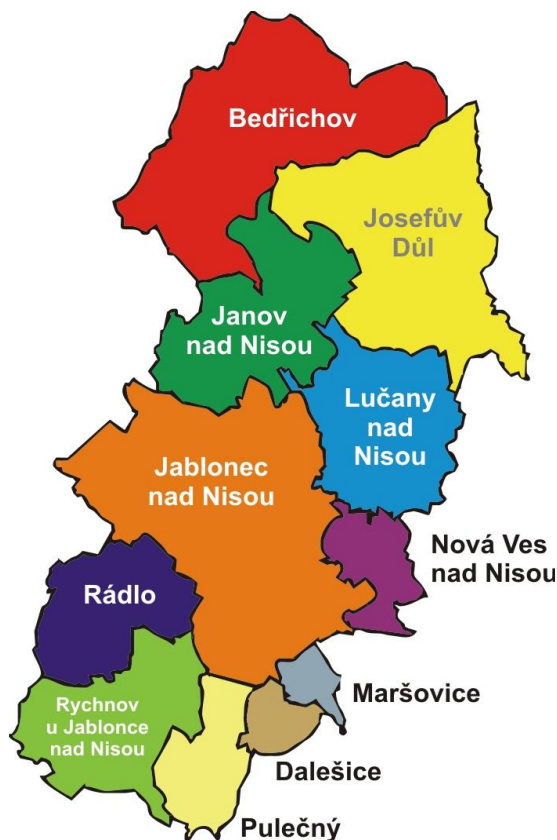 Bedřichov
Josefův
Důl
Janov
nad Nisou
Lučany
nad
Nisou
Jablonec
nad Nisou
Nová Ves
nad Nisou
Rádlo
Maršovice
Rychnov
u Jablonce
nad Nisou
Dalešice
Pulečný